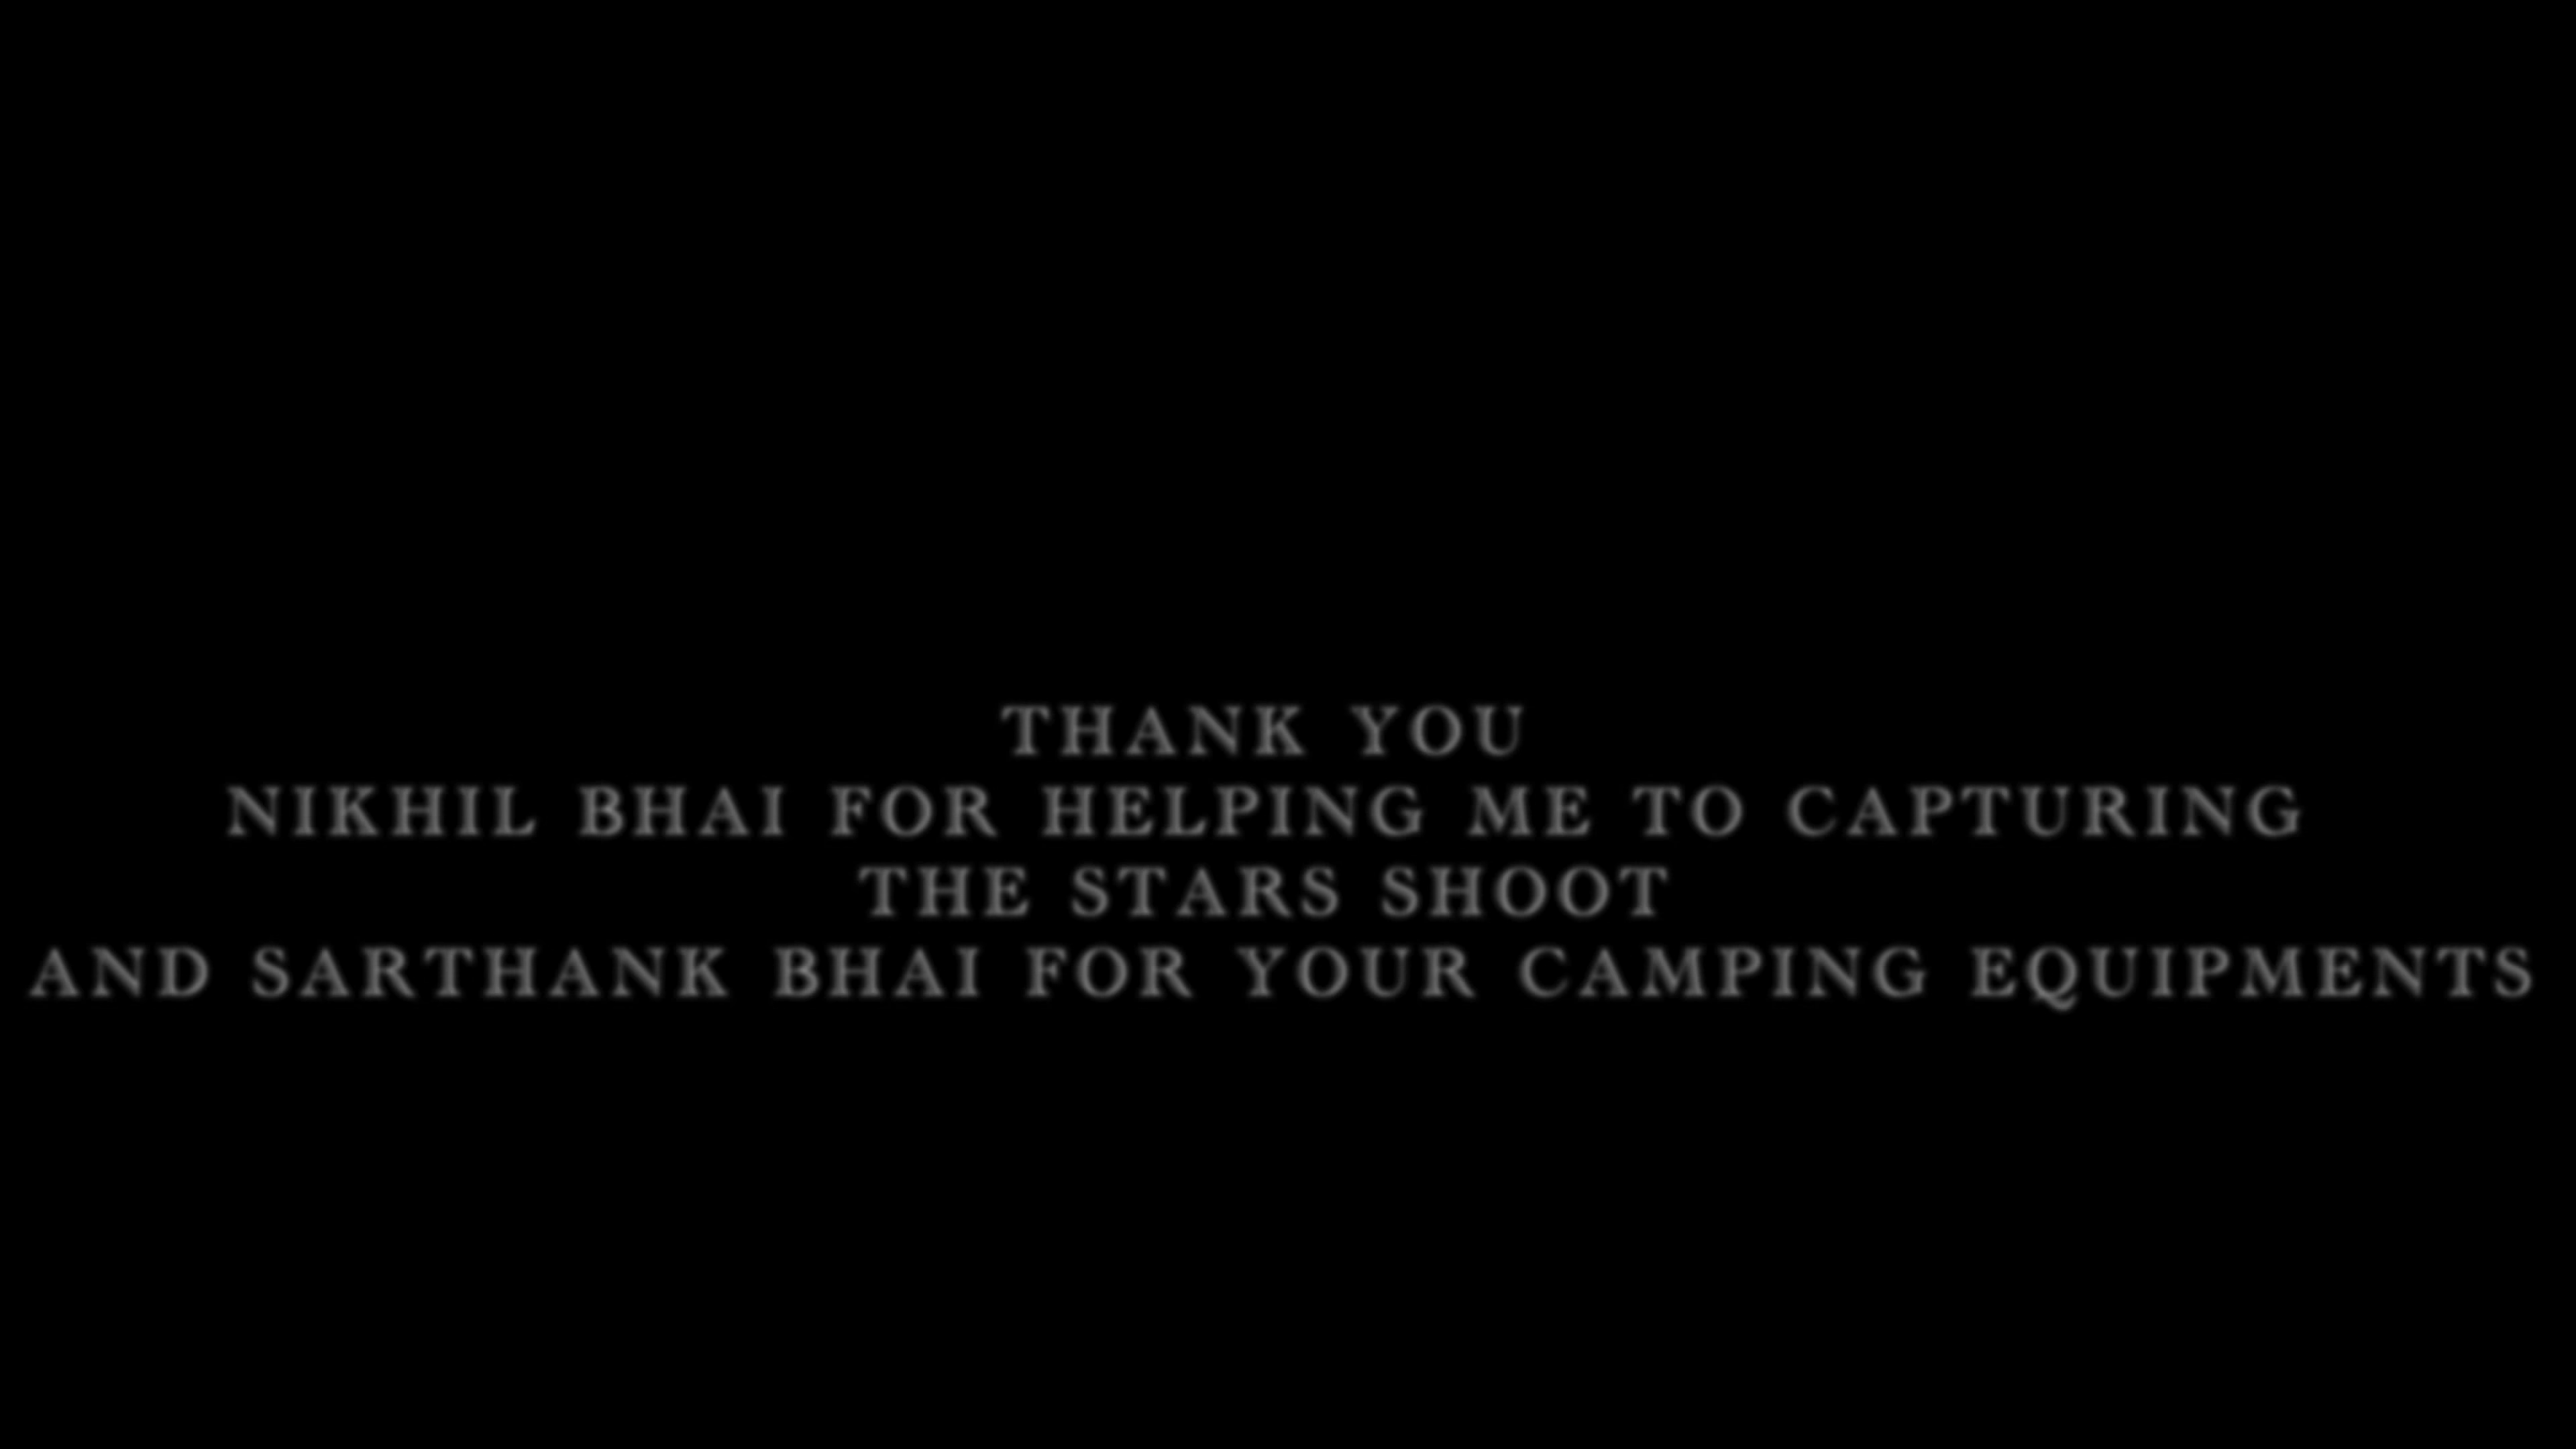 THANK YOU
NIKHIL BHAI FOR HELPING ME TO CAPTURING
THE STARS SHOOT
AND SARTHANK BHAI FOR YOUR CAMPING EQUIPMENTS